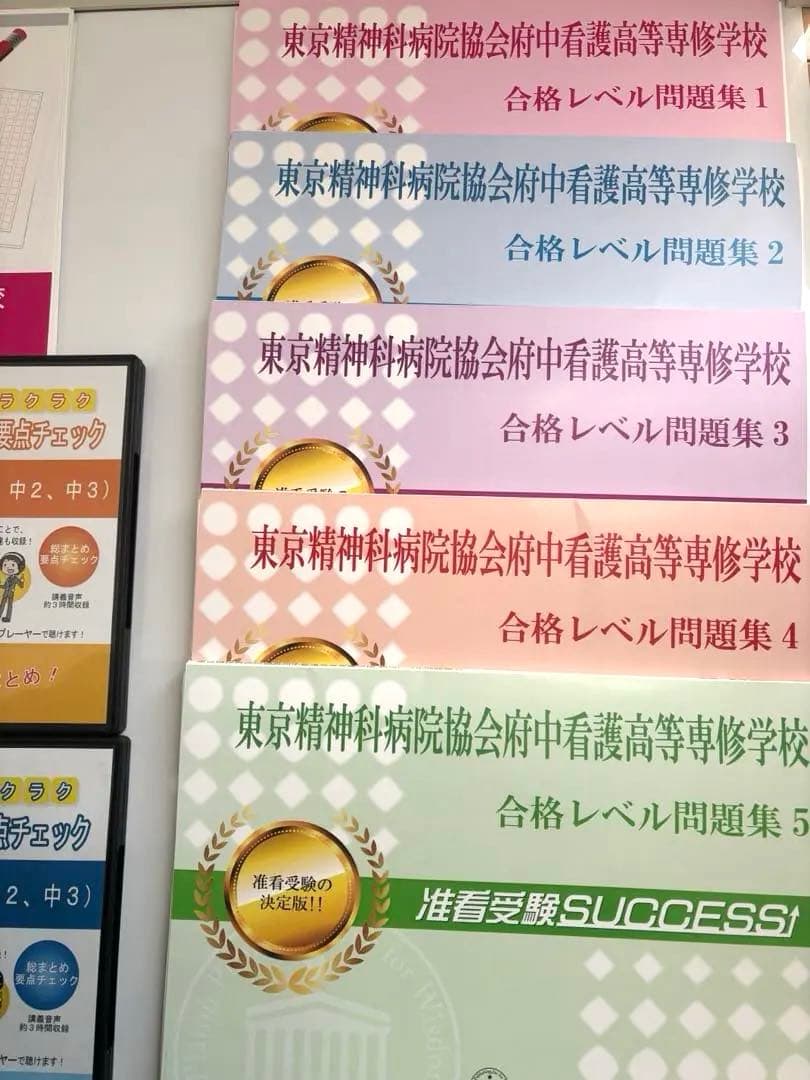 東京精神科病院協会府中看護高等専修学校
合格レベル問題集1
東京精神科病院協会府中看護高等専修学校
合格レベル問題集2
東京精神科病院協会府中看護高等専修学校
合格レベル問題集3
准看受験の
東京精神科病院協会府中看護高等専修学校
合格レベル問題集4
東京精神科病院協会府中看護高等専修学校
合格レベル問題集5
准看受験の
決定版!!
准看受験SUCCESS
ラクラク
要点チェック
中2、中3)
ことで、
も収録!
総まとめ
要点チェック
講義音声
約3時間収録
プレーヤーで聴けます!
とめ!
クラク
点チェック
2、中3)
総まとめ
要点チェック
講義音声
約3時間収録
ーで聴けます!